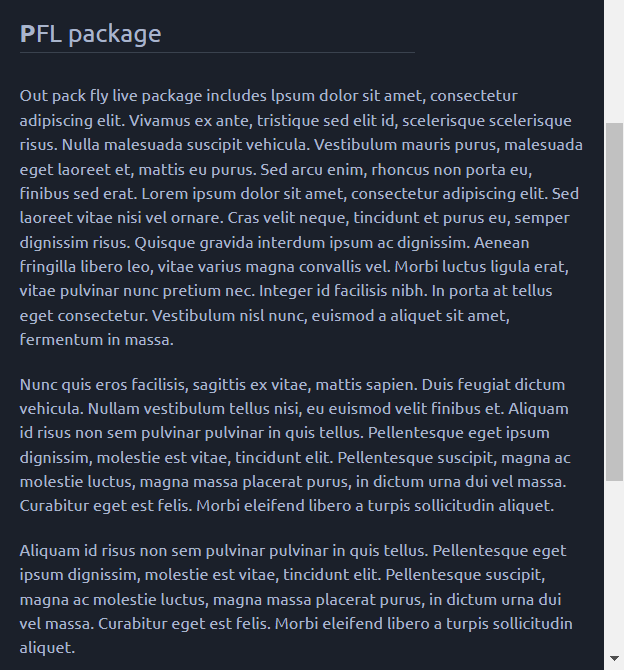 PFL package
Out pack fly live package includes lpsum dolor sit amet, consectetur
adipiscing elit. Vivamus ex ante, tristique sed elit id, scelerisque scelerisque
risus. Nulla malesuada suscipit vehicula. Vestibulum mauris purus, malesuada
eget laoreet et, mattis eu purus. Sed arcu enim, rhoncus non porta eu,
finibus sed erat. Lorem ipsum dolor sit amet, consectetur adipiscing elit. Sed
laoreet vitae nisi vel ornare. Cras velit neque, tincidunt et purus eu, semper
dignissim risus. Quisque gravida interdum ipsum ac dignissim. Aenean
fringilla libero leo, vitae varius magna convallis vel. Morbi luctus ligula erat,
vitae pulvinar nunc pretium nec. Integer id facilisis nibh. In porta at tellus
eget consectetur. Vestibulum nisl nunc, euismod a aliquet sit amet,
fermentum in massa.
Nunc quis eros facilisis, sagittis ex vitae, mattis sapien. Duis feugiat dictum
vehicula. Nullam vestibulum tellus nisi, eu euismod velit finibus et. Aliquam
id risus non sem pulvinar pulvinar in quis tellus. Pellentesque eget ipsum
dignissim, molestie est vitae, tincidunt elit. Pellentesque suscipit, magna ac
molestie luctus, magna massa placerat purus, in dictum urna dui vel massa.
Curabitur eget est felis. Morbi eleifend libero a turpis sollicitudin aliquet.
Aliquam id risus non sem pulvinar pulvinar in quis tellus. Pellentesque eget
ipsum dignissim, molestie est vitae, tincidunt elit. Pellentesque suscipit,
magna ac molestie luctus, magna massa placerat purus, in dictum urna dui
vel massa. Curabitur eget est felis. Morbi eleifend libero a turpis sollicitudin
aliquet.